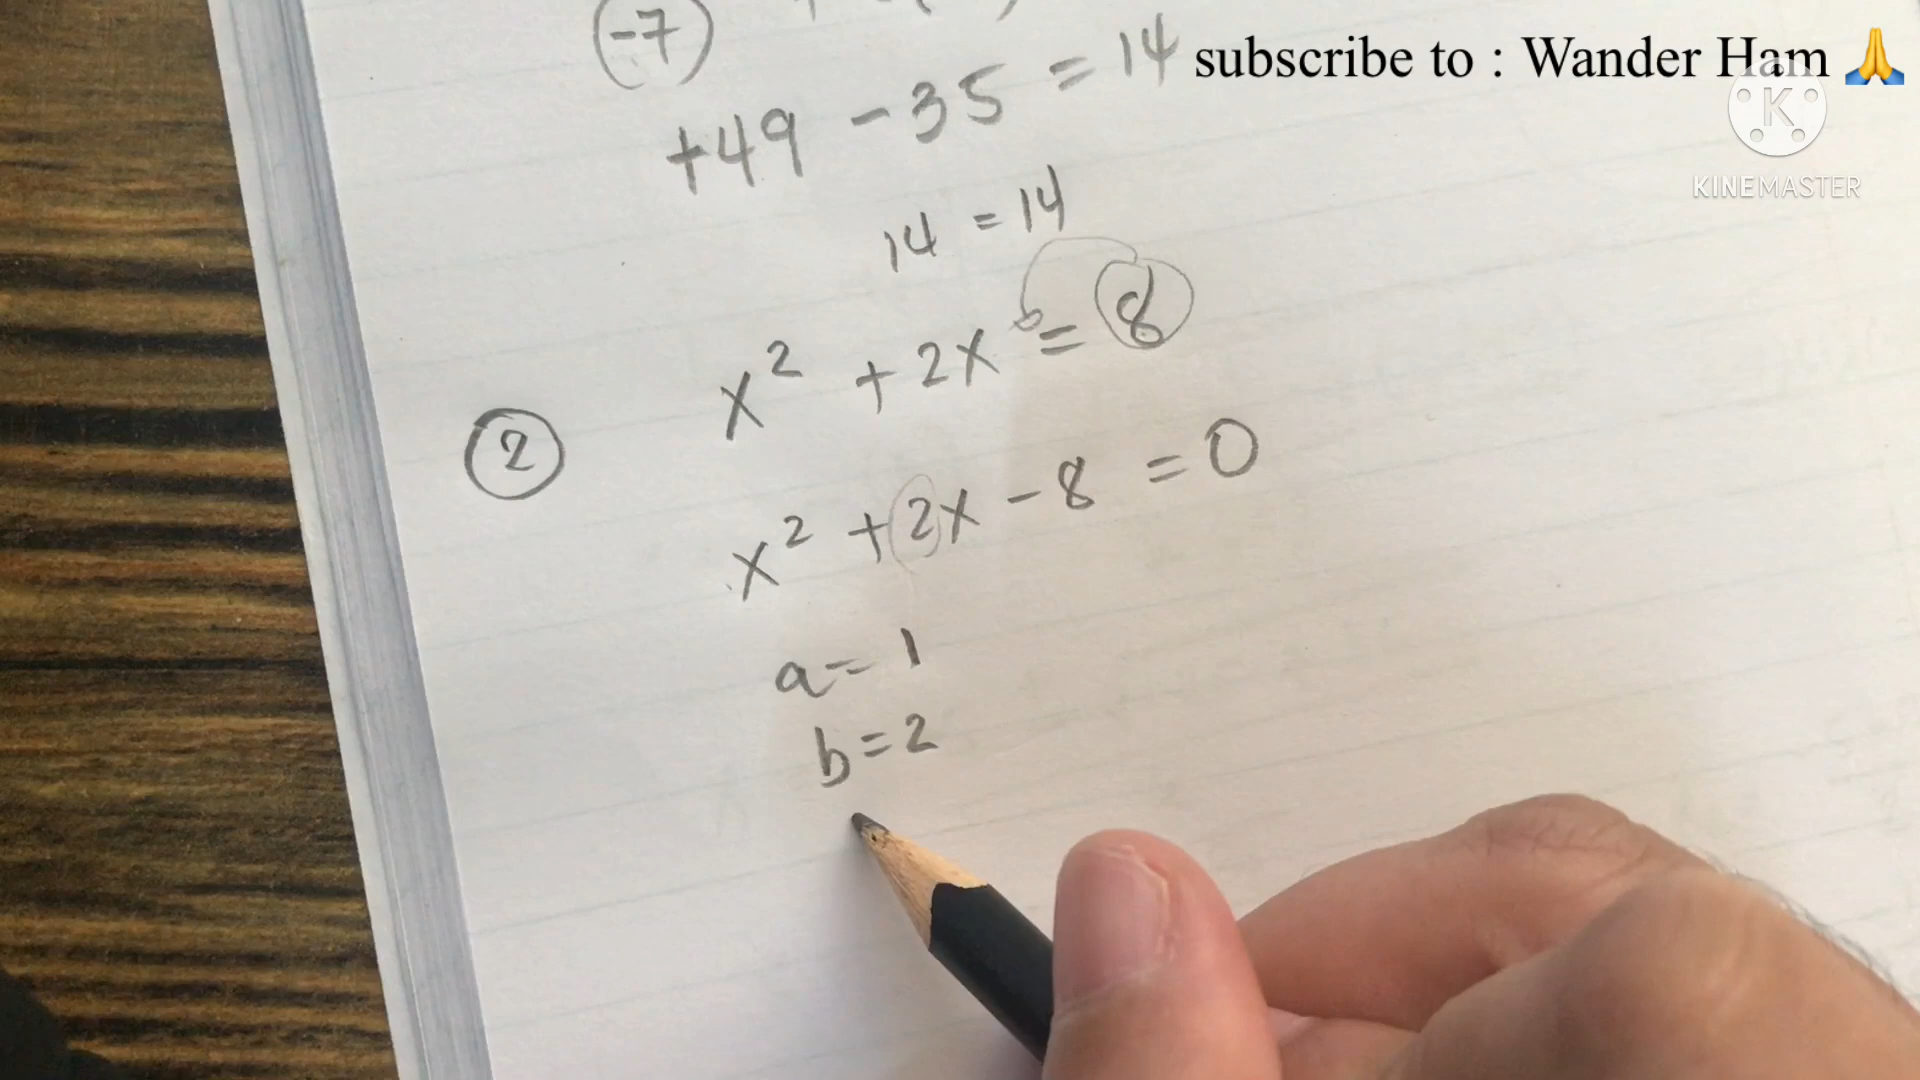 subscribe to : Wander Ham 🙏
K
KINEMASTER
-7
+49 - 35 = 14
14 = 14
x² + 2x = 8
2
x² + 2x - 8 = 0
a = 1
b = 2